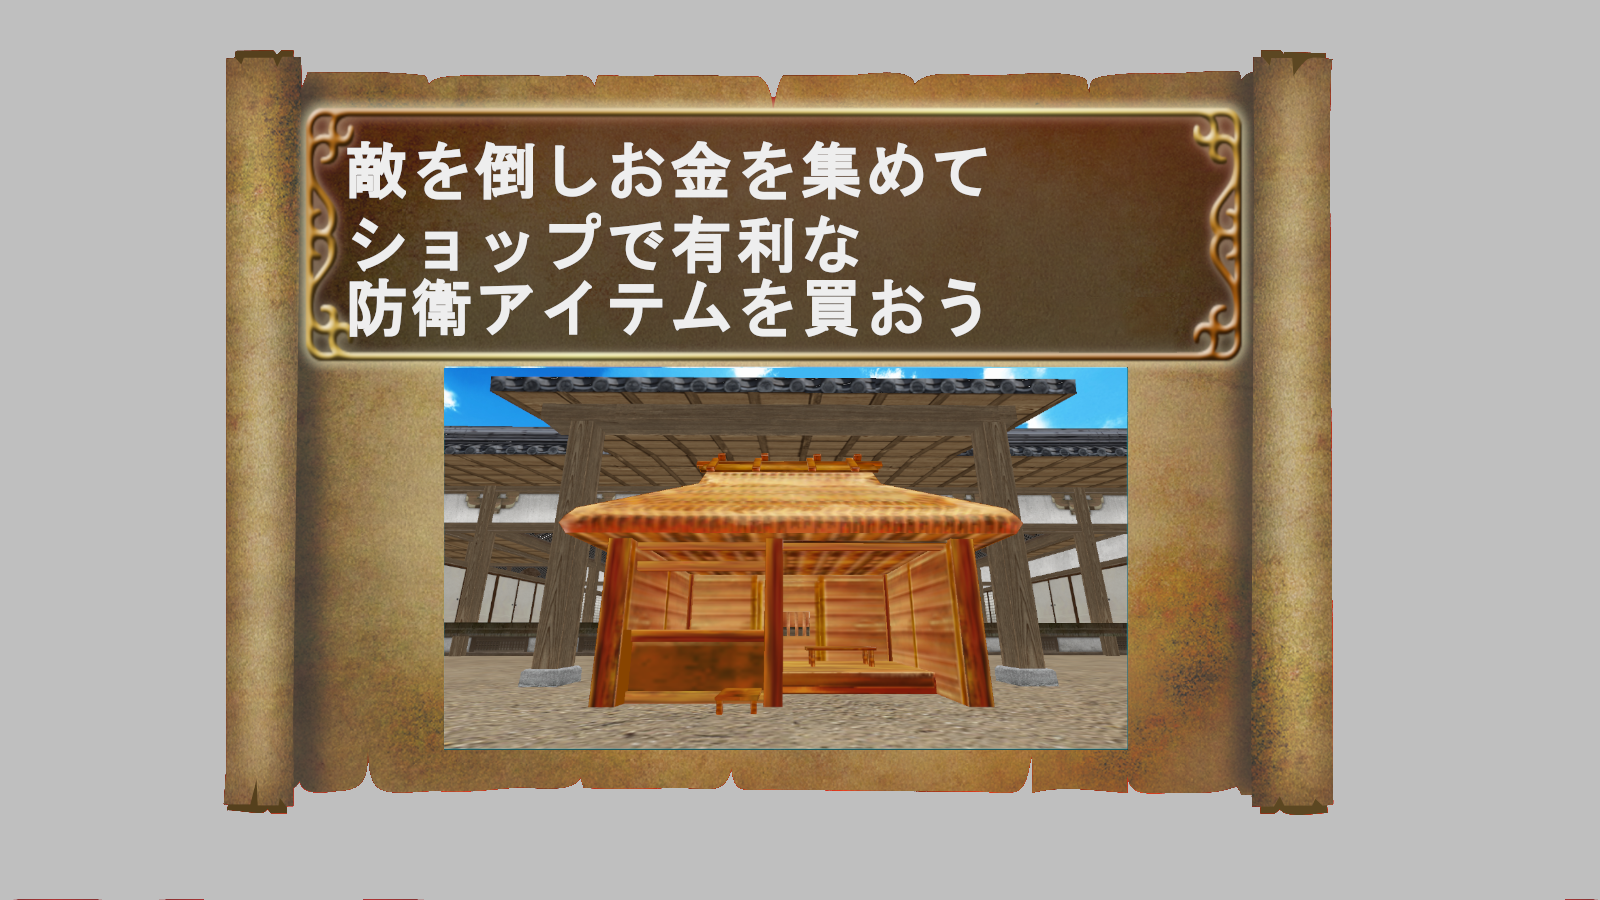 敵を倒しお金を集めて
ショップで有利な
防衛アイテムを買おう